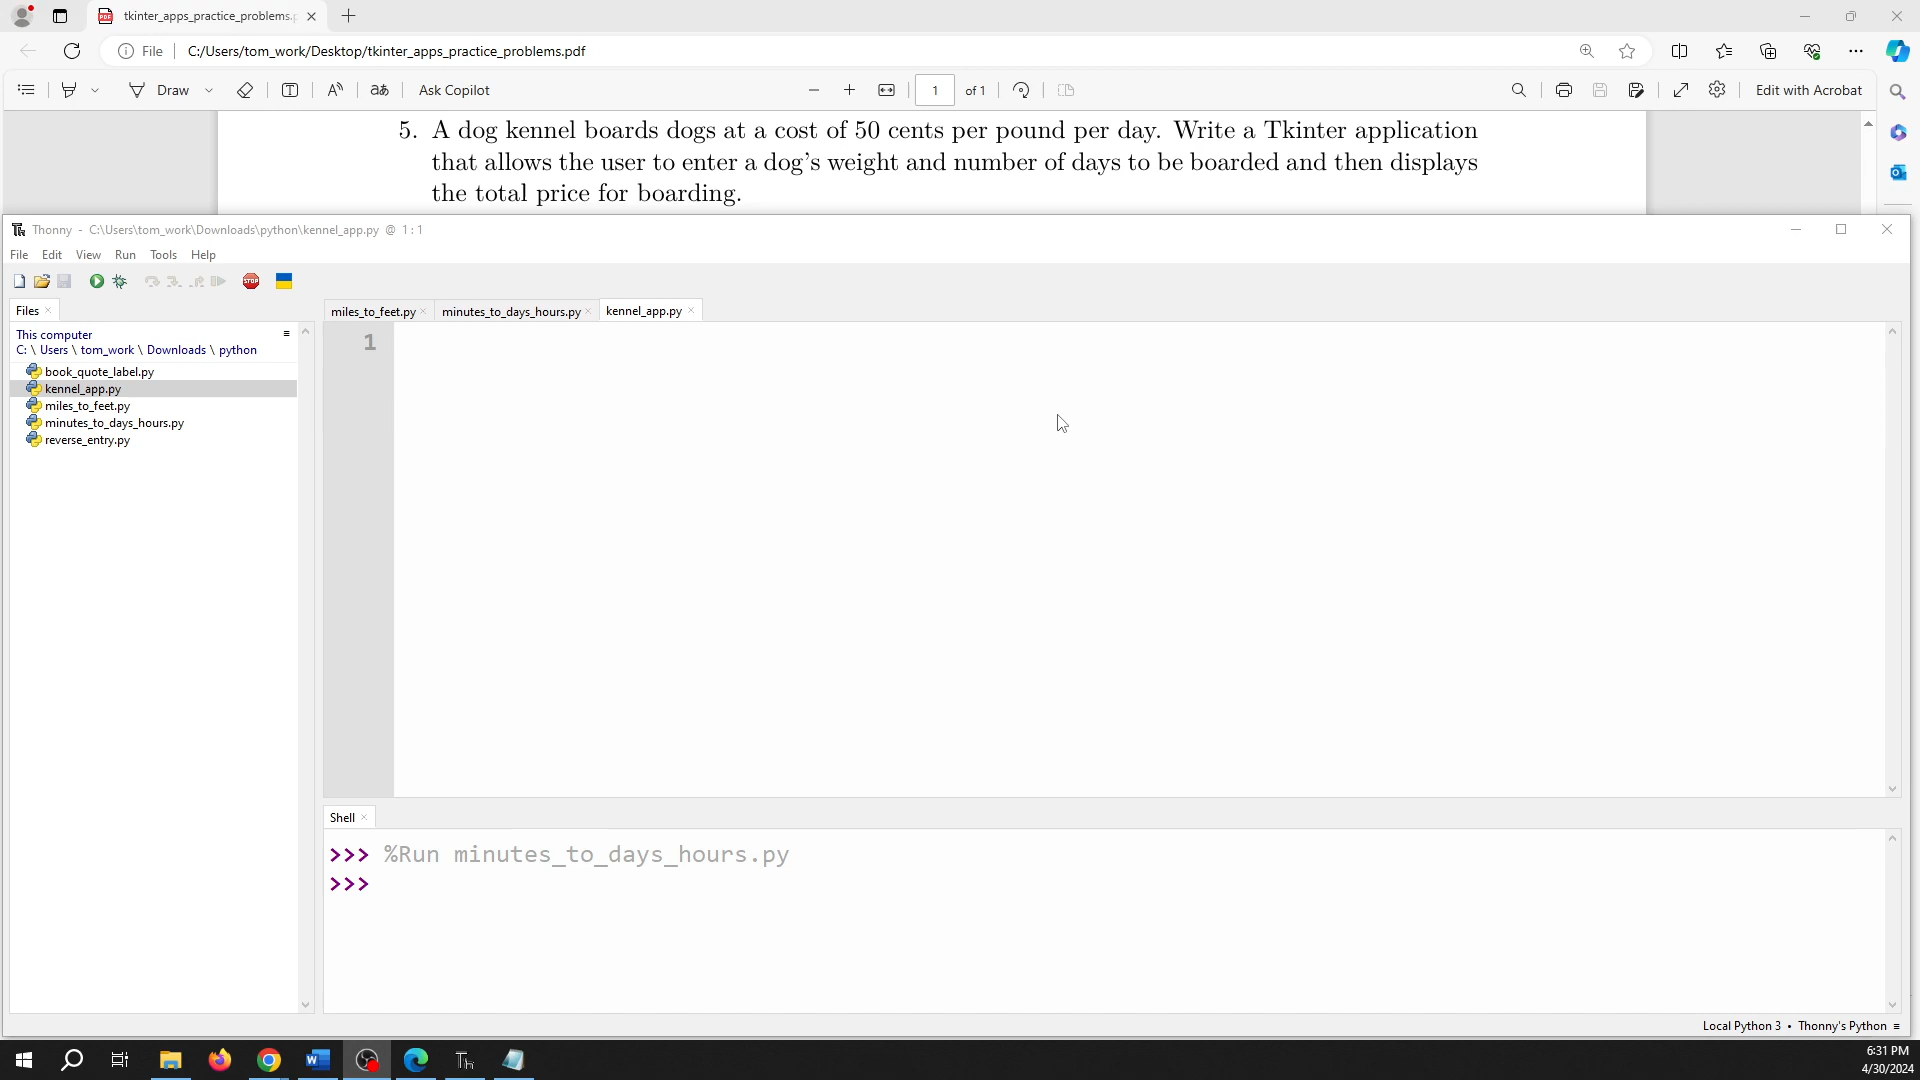 tkinter_apps_practice_problems.p
File
C:/Users/tom_work/Desktop/tkinter_apps_practice_problems.pdf
Draw
Ask Copilot
1
of 1
Edit with Acrobat
5. A dog kennel boards dogs at a cost of 50 cents per pound per day. Write a Tkinter application
that allows the user to enter a dog's weight and number of days to be boarded and then displays
the total price for boarding.
Thonny - C:\Users\tom_work\Downloads\python\kennel_app.py @ 1:1
File Edit View Run Tools Help
STOP
Files
miles_to_feet.py
minutes_to_days_hours.py
kennel_app.py
This computer
C: \ Users \ tom_work \ Downloads \ python
book_quote_label.py
kennel_app.py
miles_to_feet.py
minutes_to_days_hours.py
reverse_entry.py
1
Shell
>>> %Run minutes_to_days_hours.py
>>>
Local Python 3 • Thonny's Python ≡
6:31 PM
4/30/2024